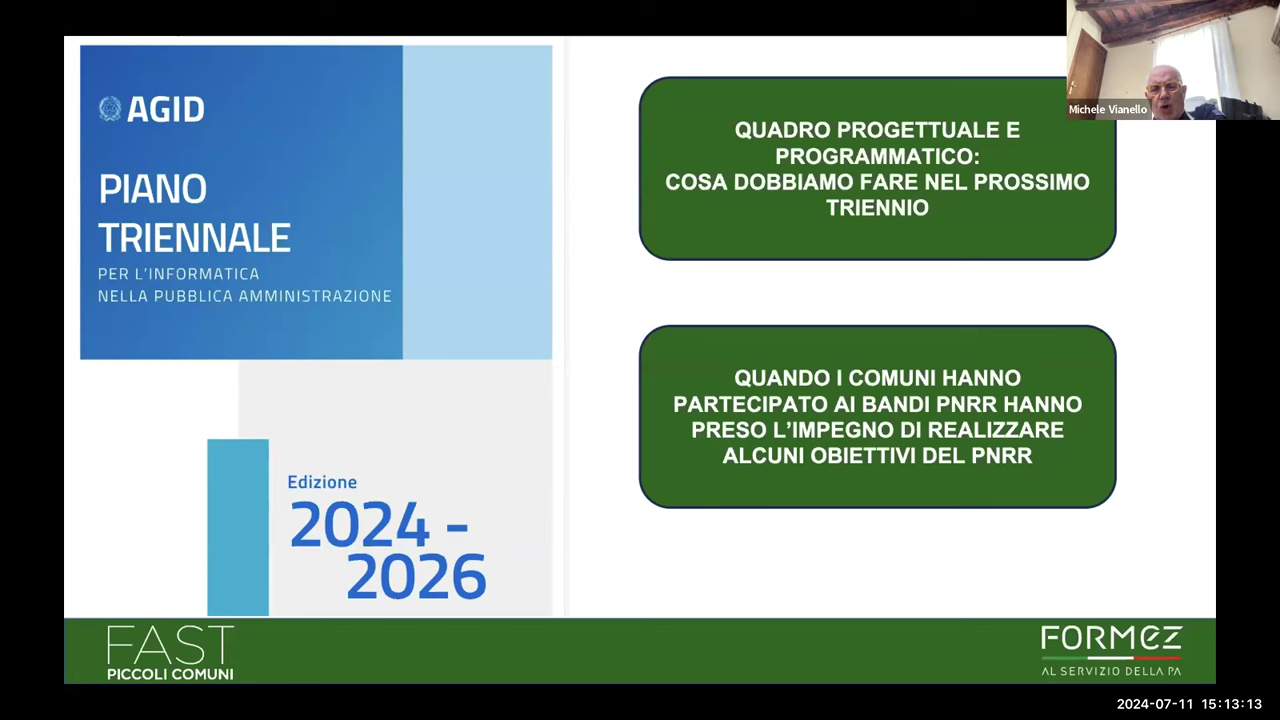 AGID
PIANO
TRIENNALE
PER L'INFORMATICA
NELLA PUBBLICA AMMINISTRAZIONE
Edizione
2024 -
2026
QUADRO PROGETTUALE E
PROGRAMMATICO:
COSA DOBBIAMO FARE NEL PROSSIMO
TRIENNIO
QUANDO I COMUNI HANNO
PARTECIPATO AI BANDI PNRR HANNO
PRESO L’IMPEGNO DI REALIZZARE
ALCUNI OBIETTIVI DEL PNRR
Michele Vianello
FAST
PICCOLI COMUNI
FORMEZ
AL SERVIZIO DELLA PA
2024-07-11 15:13:13